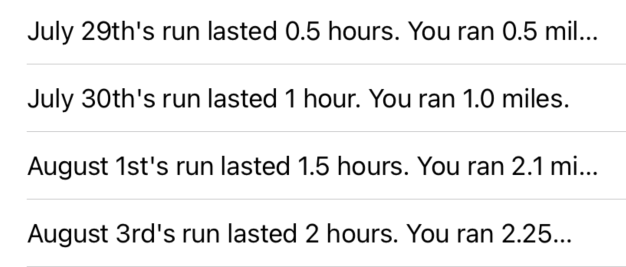 July 29th's run lasted 0.5 hours. You ran 0.5 mil...
July 30th's run lasted 1 hour. You ran 1.0 miles.
August 1st's run lasted 1.5 hours. You ran 2.1 mi...
August 3rd's run lasted 2 hours. You ran 2.25...